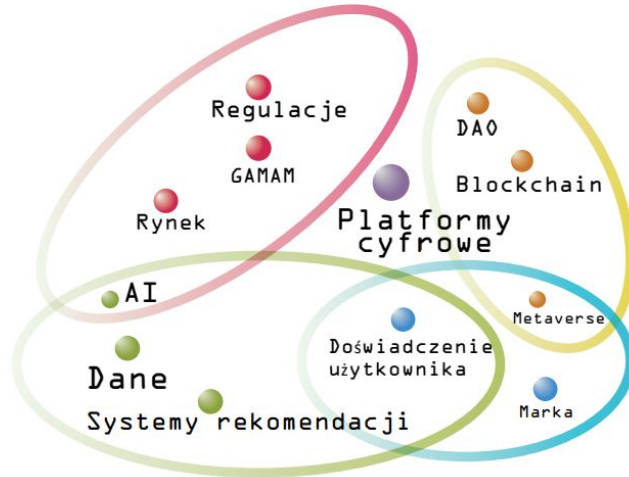 Regulacje
DAO
GAMAM
Blockchain
Rynek
Platformy
cyfrowe
AI
Metaverse
Doświadczenie
użytkownika
Dane
Systemy rekomendacji
Marka